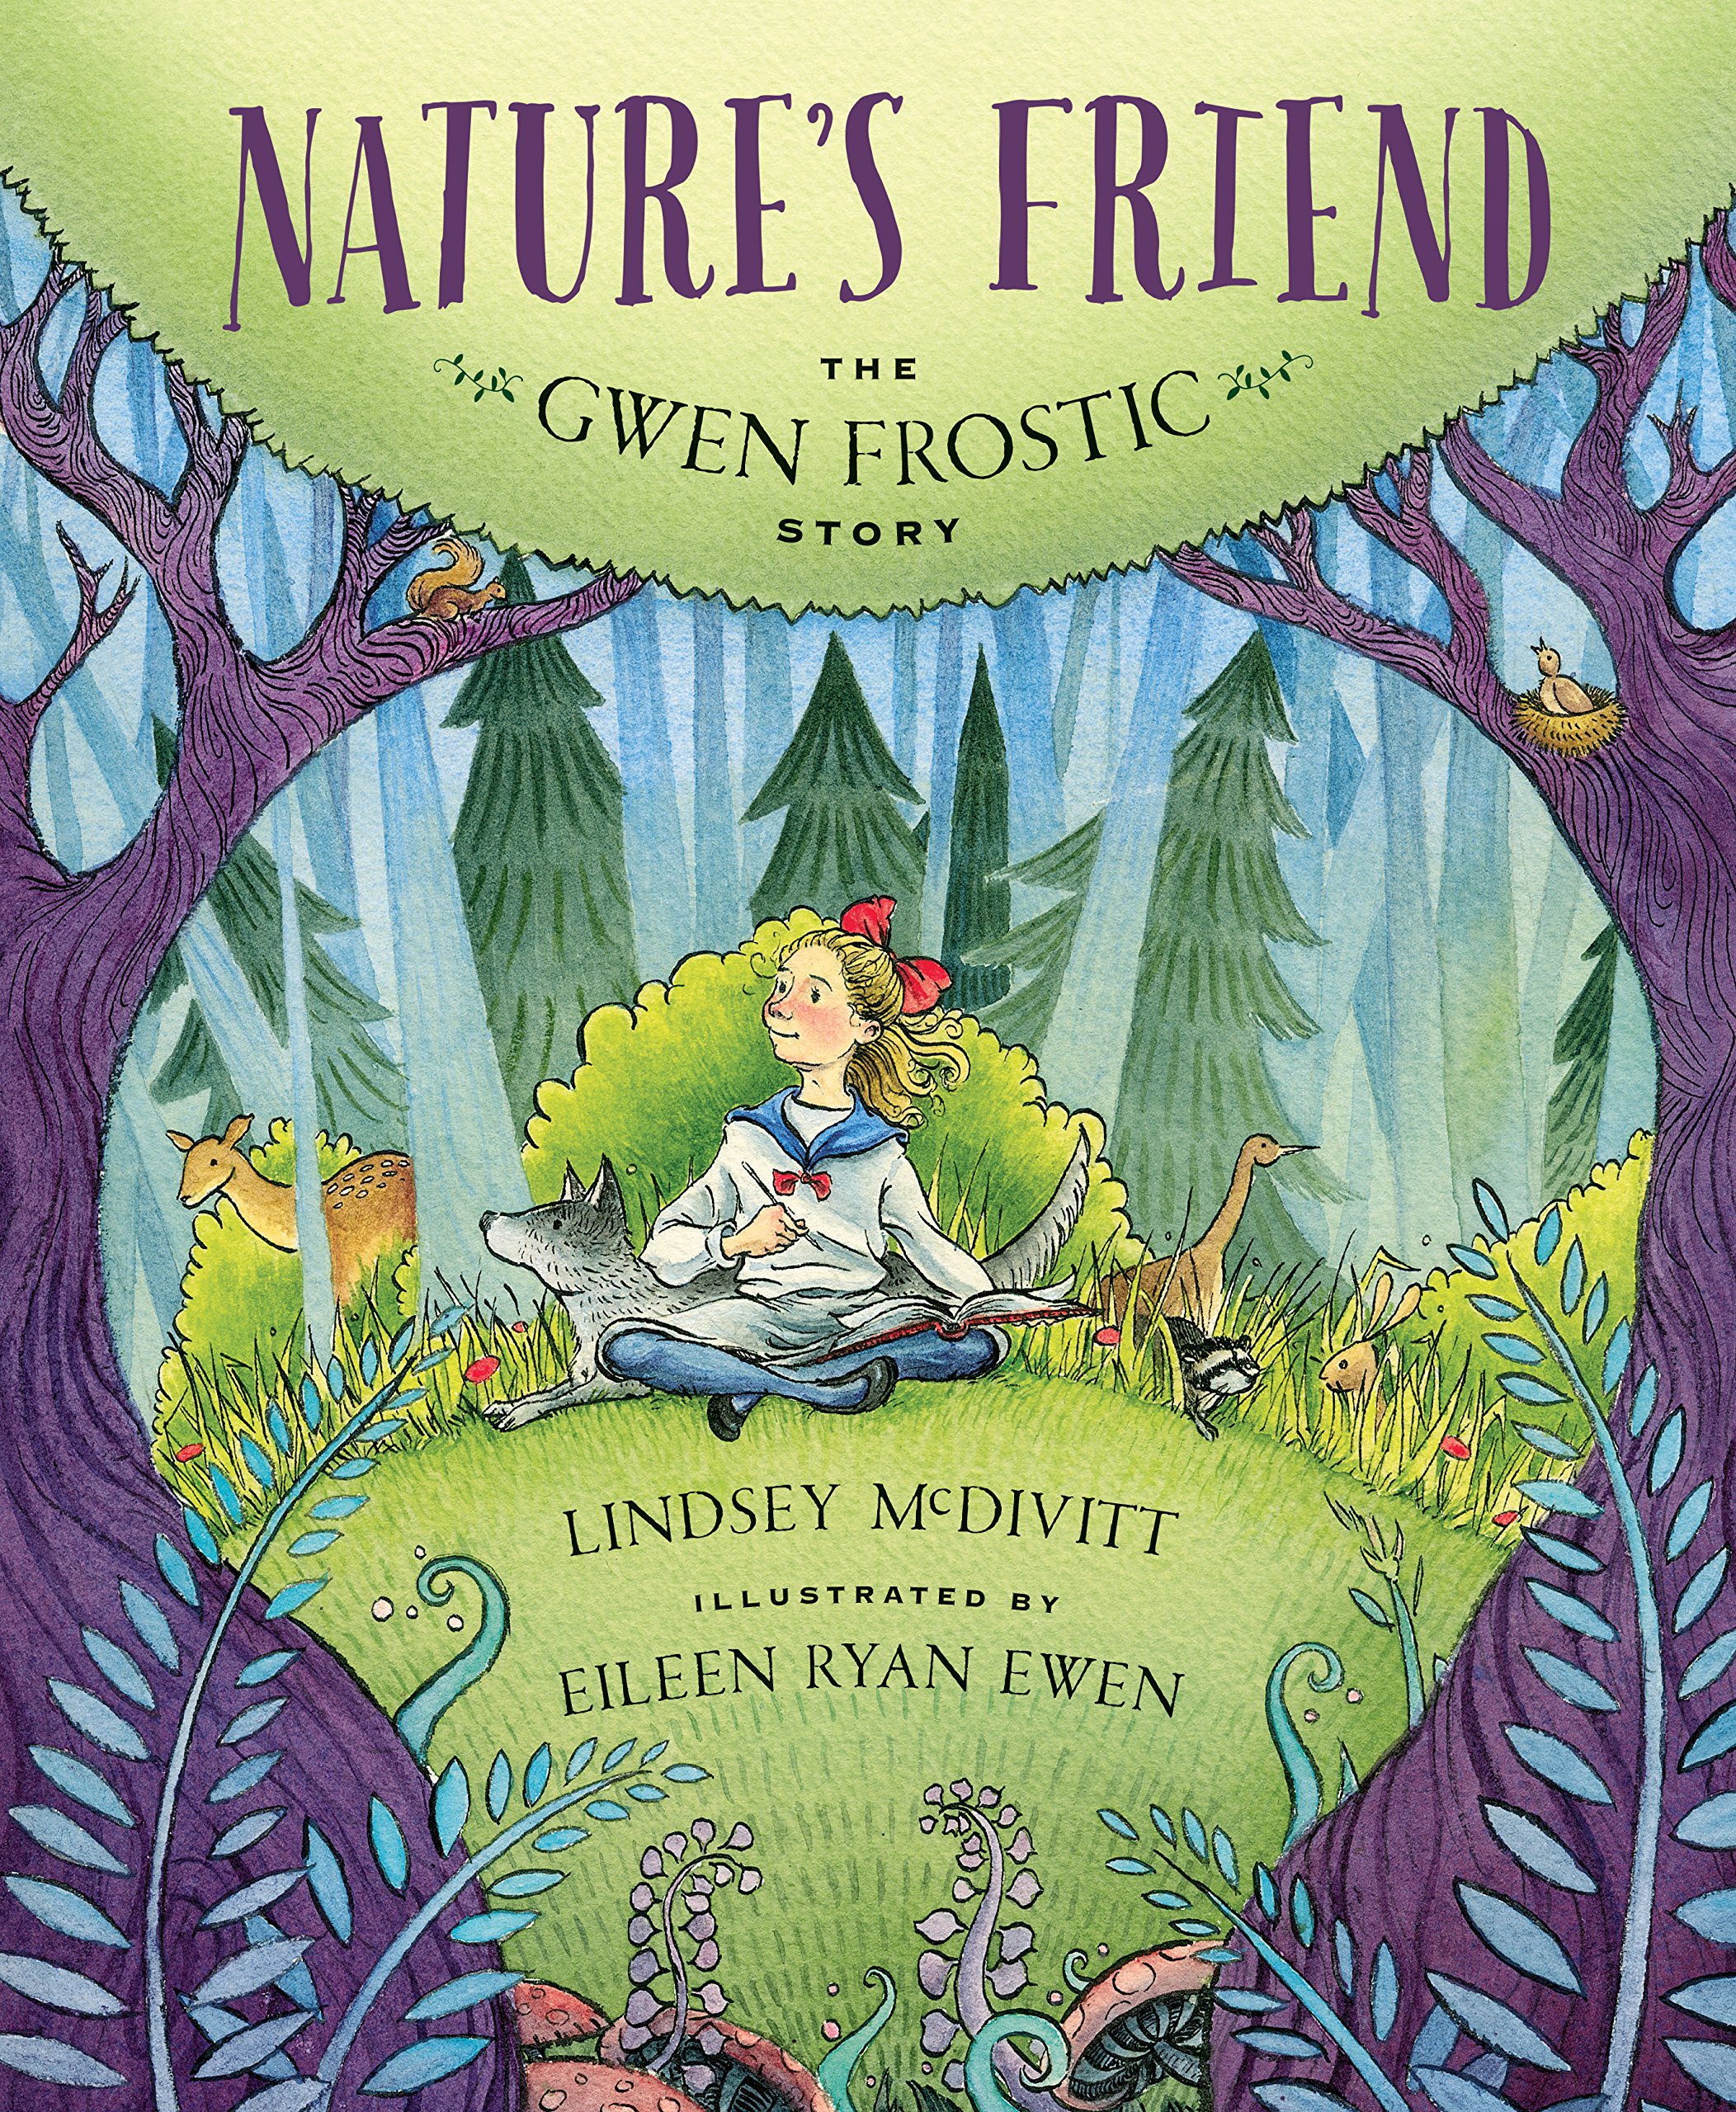 NATURE'S FRIEND
THE
GWEN FROSTIC
STORY
LINDSEY McDIVITT
ILLUSTRATED BY
EILEEN RYAN EWEN